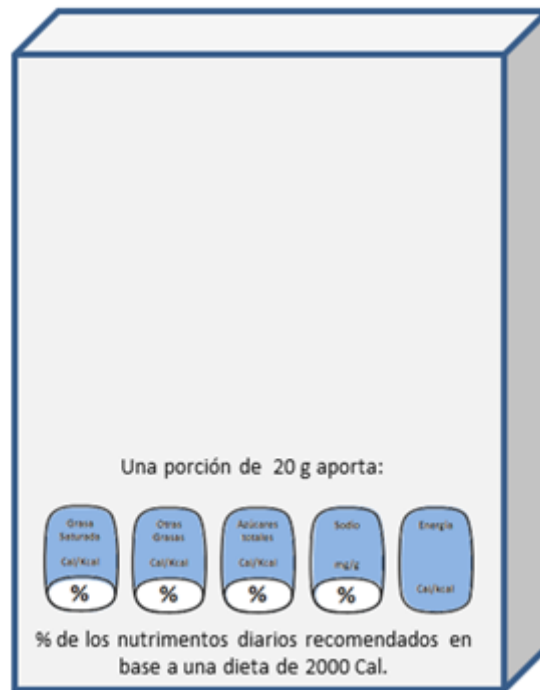 Una porción de 20 g aporta:
Grasa
Saturada
Cal/Kcal
%
Otras
Grasas
Cal/Kcal
%
Azúcares
totales
Cal/Kcal
%
Sodio
mg/g
%
Energía
Cal/kcal
% de los nutrimentos diarios recomendados en
base a una dieta de 2000 Cal.